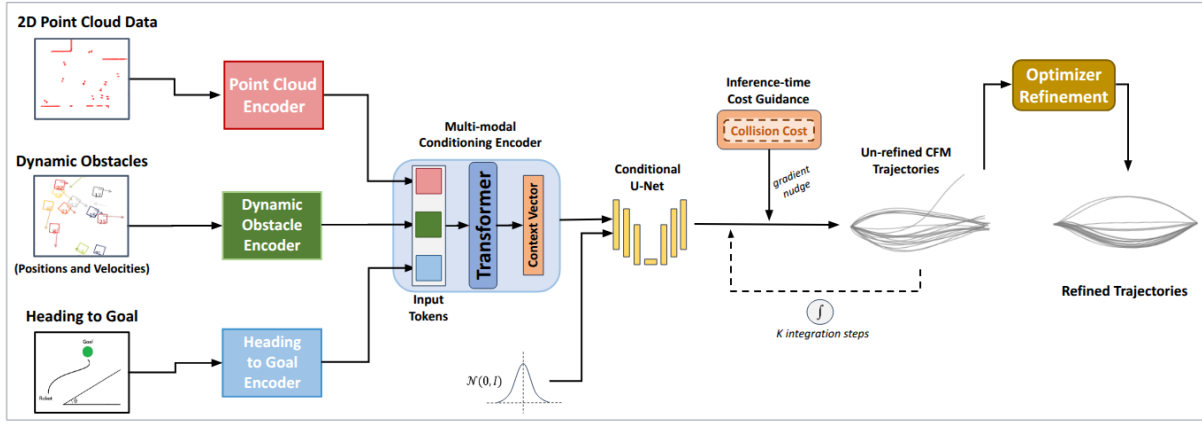 2D Point Cloud Data
Point Cloud
Encoder
Dynamic Obstacles
(Positions and Velocities)
Dynamic
Obstacle
Encoder
Heading to Goal
Goal
Robot
θ
Heading
to Goal
Encoder
Multi-modal
Conditioning Encoder
Transformer
Context Vector
Input
Tokens
𝒩(0, I)
Conditional
U-Net
Inference-time
Cost Guidance
Collision Cost
gradient
nudge
∫
K integration steps
Un-refined CFM
Trajectories
Optimizer
Refinement
Refined Trajectories